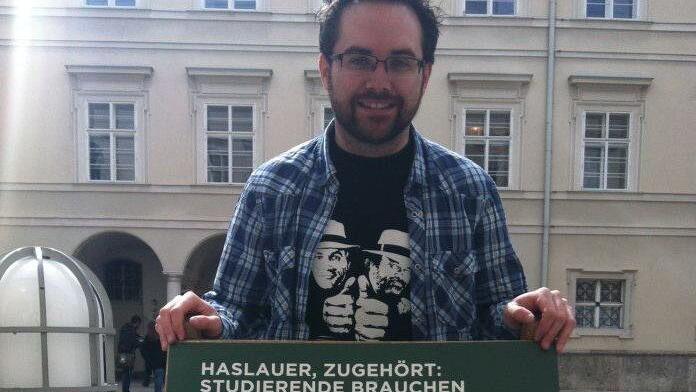 HASLAUER, ZUGEHÖRT:
STUDIERENDE BRAUCHEN